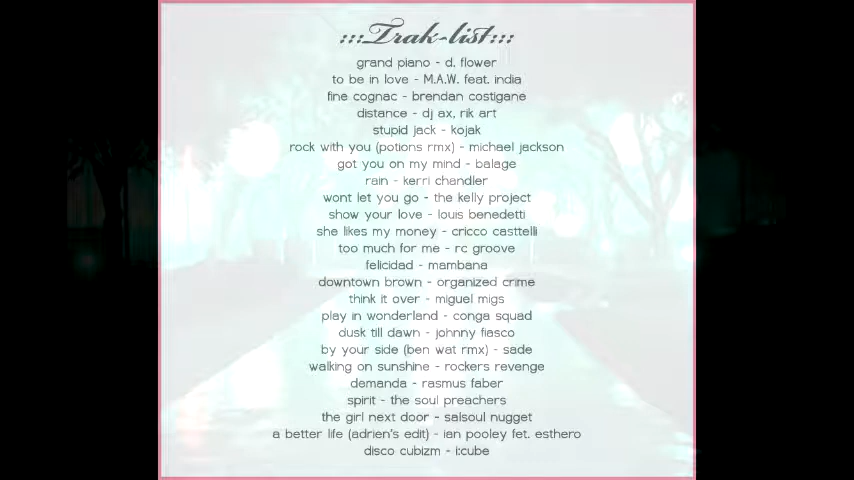 :::Trak-list:::
grand piano - d. flower
to be in love - M.A.W. feat. india
fine cognac - brendan costigane
distance - dj ax, rik art
stupid jack - kojak
rock with you (potions rmx) - michael jackson
got you on my mind - balage
rain - kerri chandler
wont let you go - the kelly project
show your love - louis benedetti
she likes my money - cricco casttelli
too much for me - rc groove
felicidad - mambana
downtown brown - organized crime
think it over - miguel migs
play in wonderland - conga squad
dusk till dawn - johnny fiasco
by your side (ben wat rmx) - sade
walking on sunshine - rockers revenge
demanda - rasmus faber
spirit - the soul preachers
the girl next door - salsoul nugget
a better life (adrien's edit) - ian pooley fet. esthero
disco cubizm - i:cube